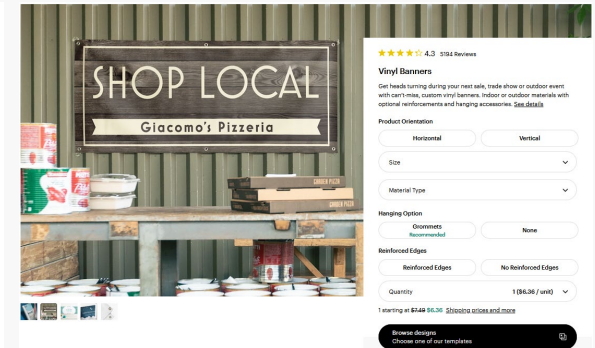 SHOP LOCAL
Giacomo's Pizzeria
GARDEN PIZZA
GARDEN PIZZA
4.3 5194 Reviews
Vinyl Banners
Get heads turning during your next sale, trade show or outdoor event
with can't-miss, custom vinyl banners. Indoor or outdoor materials with
optional reinforcements and hanging accessories. See details
Product Orientation
Horizontal Vertical
Size
Material Type
Hanging Option
Grommets None
Recommended
Reinforced Edges
Reinforced Edges No Reinforced Edges
Quantity 1 ($6.36 / unit)
1 starting at $7.49 $6.36 Shipping prices and more
Browse designs
Choose one of our templates